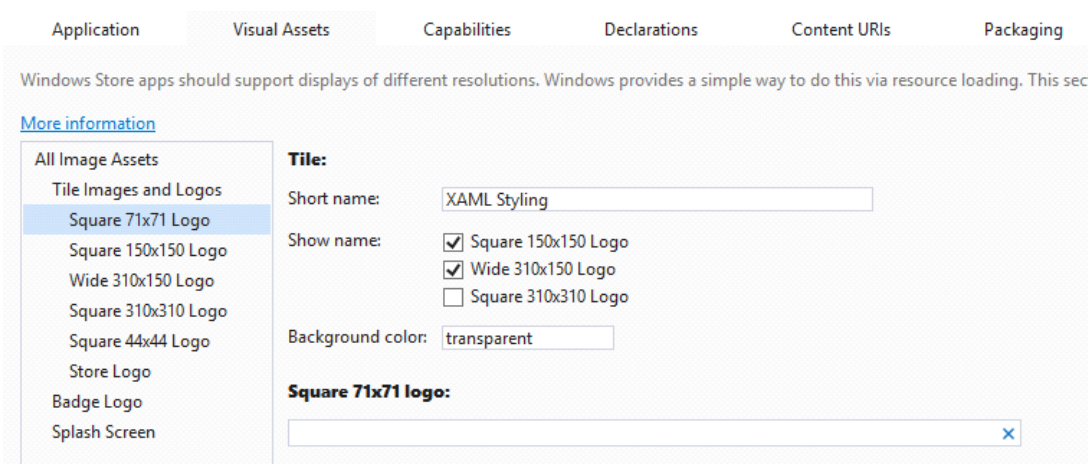 Application Visual Assets Capabilities Declarations Content URIs Packaging
Windows Store apps should support displays of different resolutions. Windows provides a simple way to do this via resource loading. This sec
More information
All Image Assets
Tile Images and Logos
Square 71x71 Logo
Square 150x150 Logo
Wide 310x150 Logo
Square 310x310 Logo
Square 44x44 Logo
Store Logo
Badge Logo
Splash Screen
Tile:
Short name: XAML Styling
Show name: Square 150x150 Logo
Wide 310x150 Logo
Square 310x310 Logo
Background color: transparent
Square 71x71 logo: